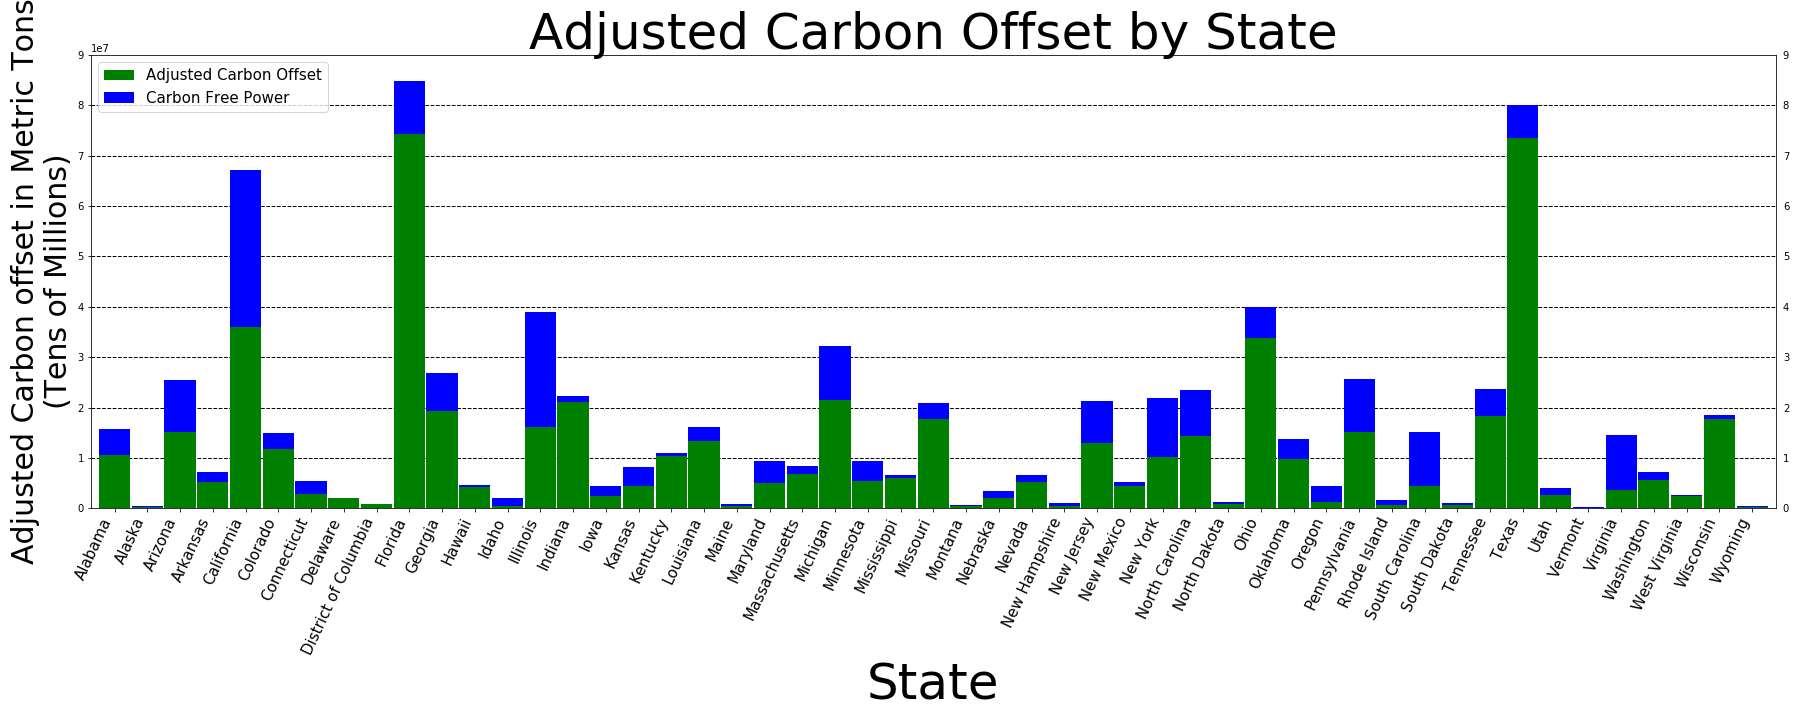 Adjusted Carbon Offset by State
Adjusted Carbon offset in Metric Tons
(Tens of Millions)
1e7
Adjusted Carbon Offset
Carbon Free Power
9
8
7
6
5
4
3
2
1
0
9
8
7
6
5
4
3
2
1
0
Alabama
Alaska
Arizona
Arkansas
California
Colorado
Connecticut
Delaware
District of Columbia
Florida
Georgia
Hawaii
Idaho
Illinois
Indiana
Iowa
Kansas
Kentucky
Louisiana
Maine
Maryland
Massachusetts
Michigan
Minnesota
Mississippi
Missouri
Montana
Nebraska
Nevada
New Hampshire
New Jersey
New Mexico
New York
North Carolina
North Dakota
Ohio
Oklahoma
Oregon
Pennsylvania
Rhode Island
South Carolina
South Dakota
Tennessee
Texas
Utah
Vermont
Virginia
Washington
West Virginia
Wisconsin
Wyoming
State